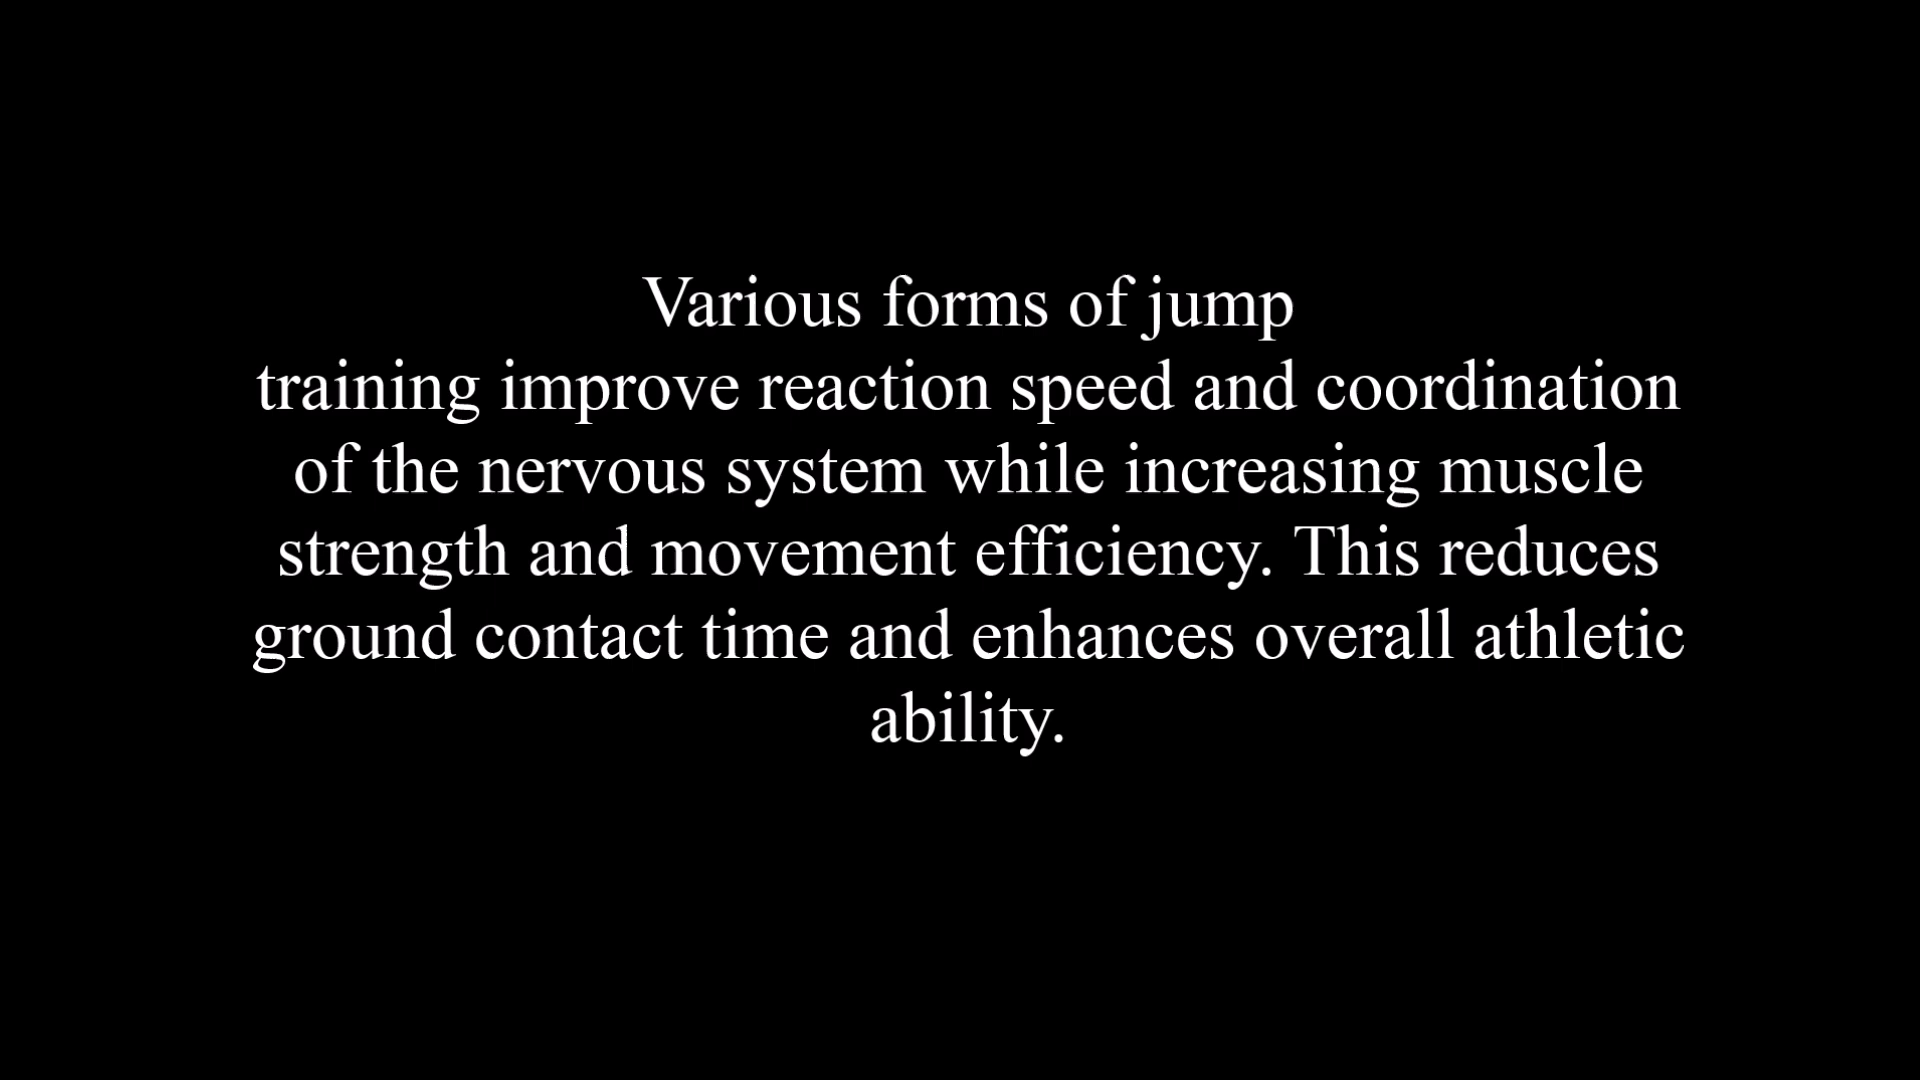 Various forms of jump
training improve reaction speed and coordination
of the nervous system while increasing muscle
strength and movement efficiency. This reduces
ground contact time and enhances overall athletic
ability.